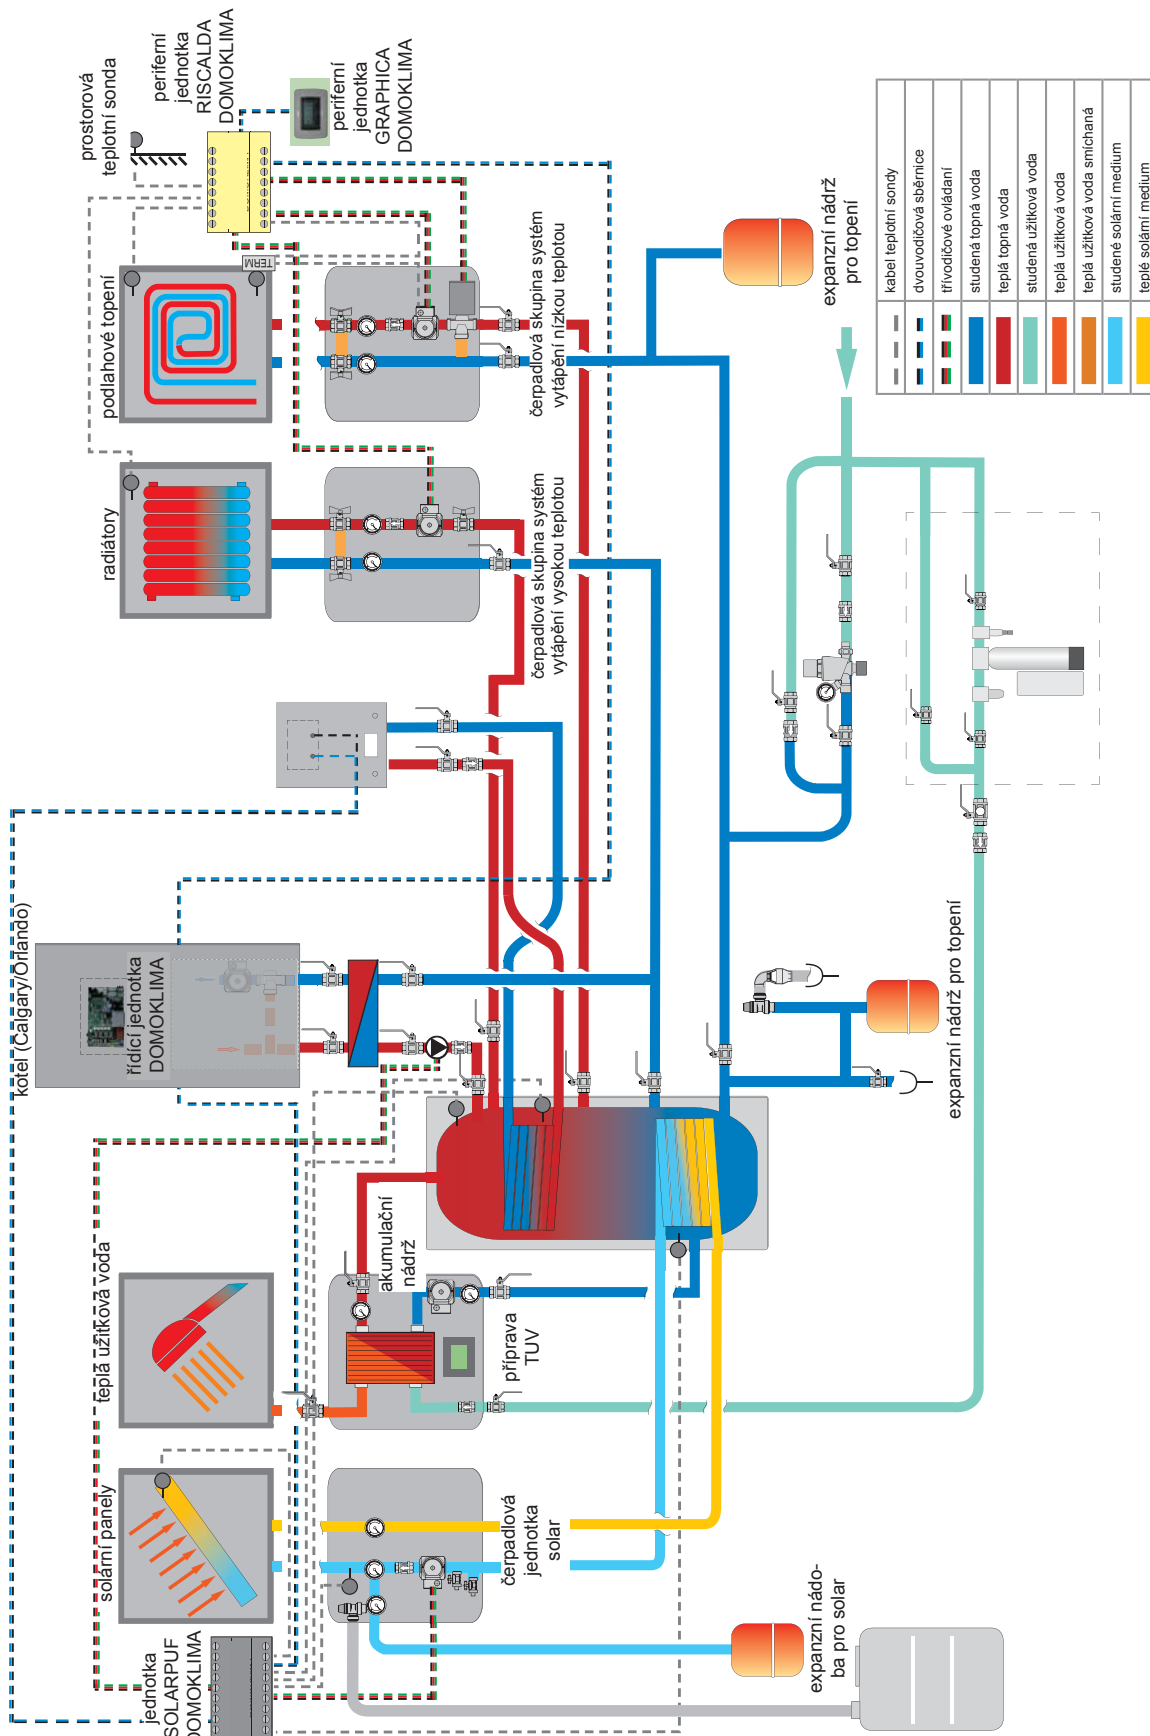 jednotka
SOLARPUF
DOMOKLIMA
solární panely
teplá užitková voda
kotel (Calgary/Orlando)
řídící jednotka
DOMOKLIMA
radiátory
podlahové topení
prostorová
teplotní sonda
periferní
jednotka
RISCALDA
DOMOKLIMA
periferní
jednotka
GRAPHICA
DOMOKLIMA
TERM
čerpadlová
jednotka
solar
příprava
TUV
akumulační
nádrž
čerpadlová skupina systém
vytápění vysokou teplotou
čerpadlová skupina systém
vytápění nízkou teplotou
expanzní nádo-
ba pro solar
expanzní nádrž pro topení
expanzní nádrž
pro topení
kabel teplotní sondy
dvouvodičová sběrnice
třívodičové ovládaní
studená topná voda
teplá topná voda
studená užitková voda
teplá užitková voda
teplá užitková voda smíchaná
studené solární medium
teplé solární medium